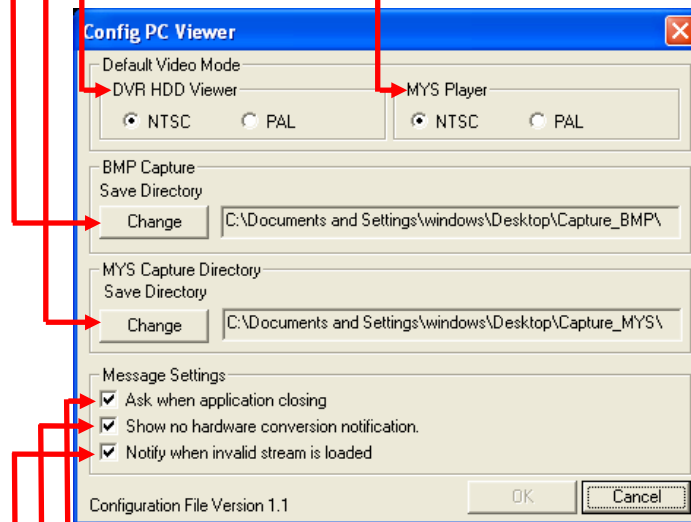 Config PC Viewer
Default Video Mode
DVR HDD Viewer
NTSC PAL
MYS Player
NTSC PAL
BMP Capture
Save Directory
Change C:\Documents and Settings\windows\Desktop\Capture_BMP\
MYS Capture Directory
Save Directory
Change C:\Documents and Settings\windows\Desktop\Capture_MYS\
Message Settings
Ask when application closing
Show no hardware conversion notification.
Notify when invalid stream is loaded
Configuration File Version 1.1
OK Cancel